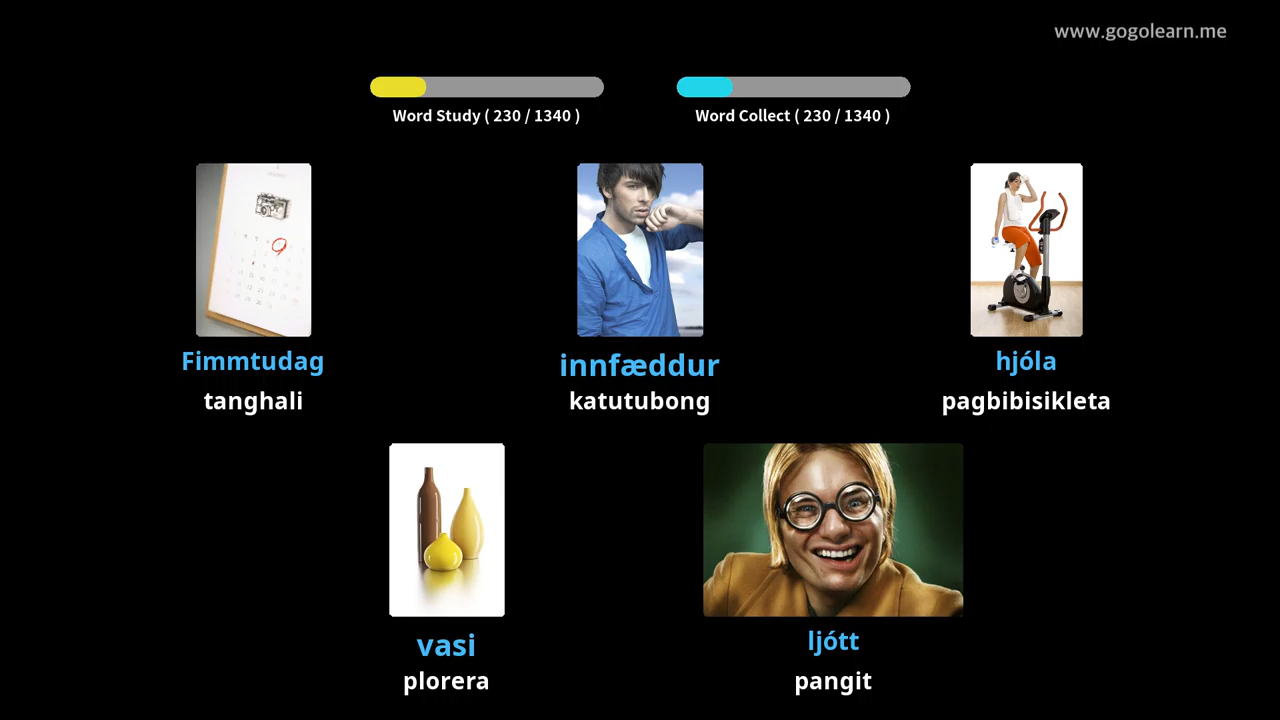 www.gogolearn.me
Word Study ( 230 / 1340 )
Word Collect ( 230 / 1340 )
Fimmtudag
innfæddur
hjóla
tanghali
katutubong
pagbibisikleta
vasi
ljótt
plorera
pangit